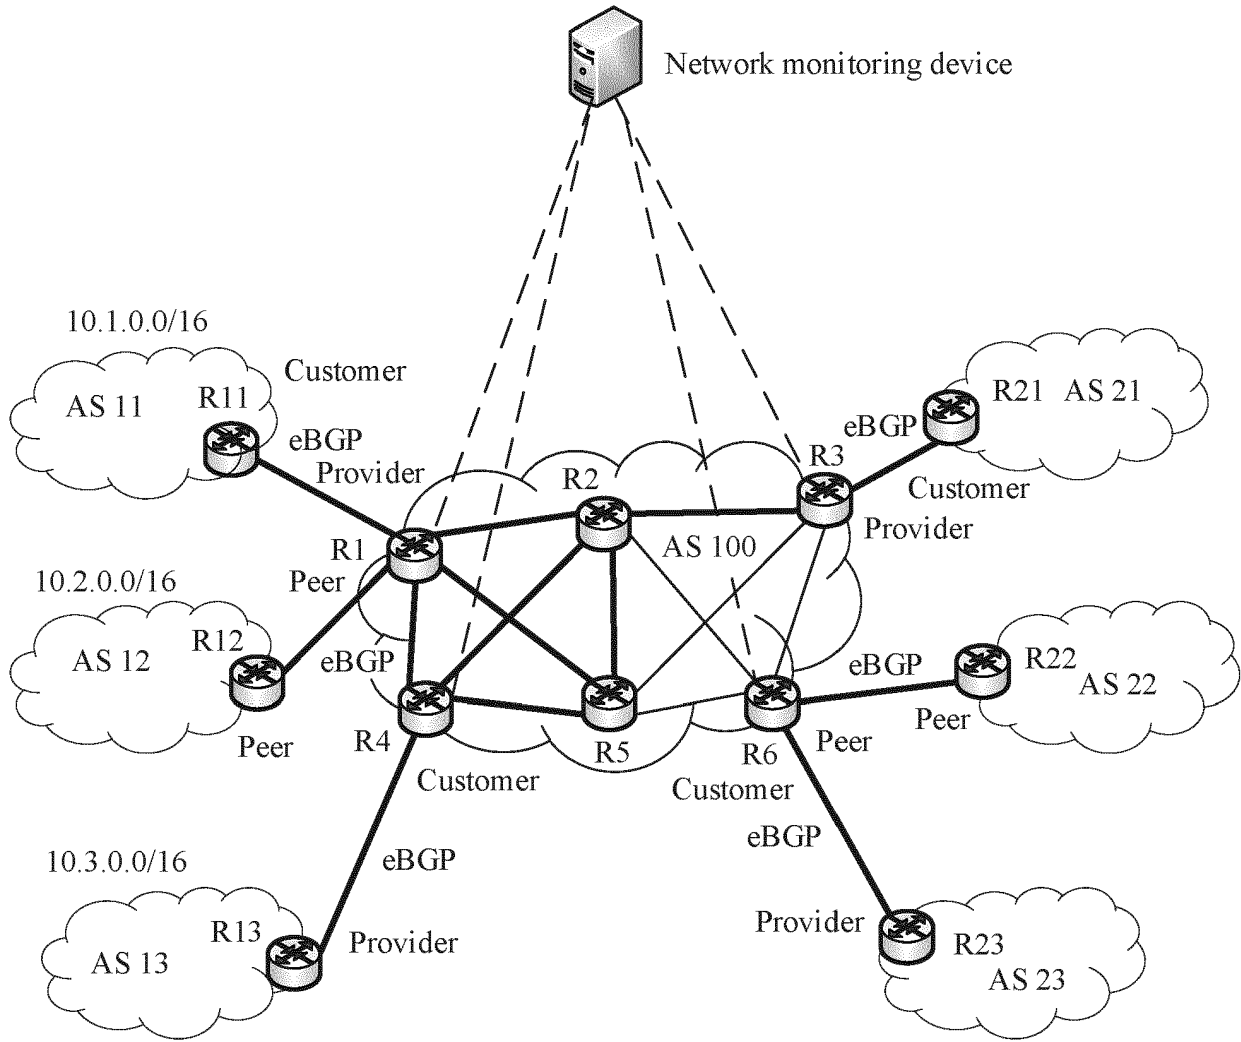 Network monitoring device
10.1.0.0/16
Customer
R11
AS 11
R21
AS 21
eBGP
eBGP
Provider
R3
Customer
R2
Provider
R1
AS 100
Peer
10.2.0.0/16
R12
eBGP
AS 12
eBGP
R22
AS 22
Peer
Peer
R4
R5
R6
Peer
Customer
Customer
eBGP
eBGP
10.3.0.0/16
R13
Provider
Provider
AS 13
R23
AS 23